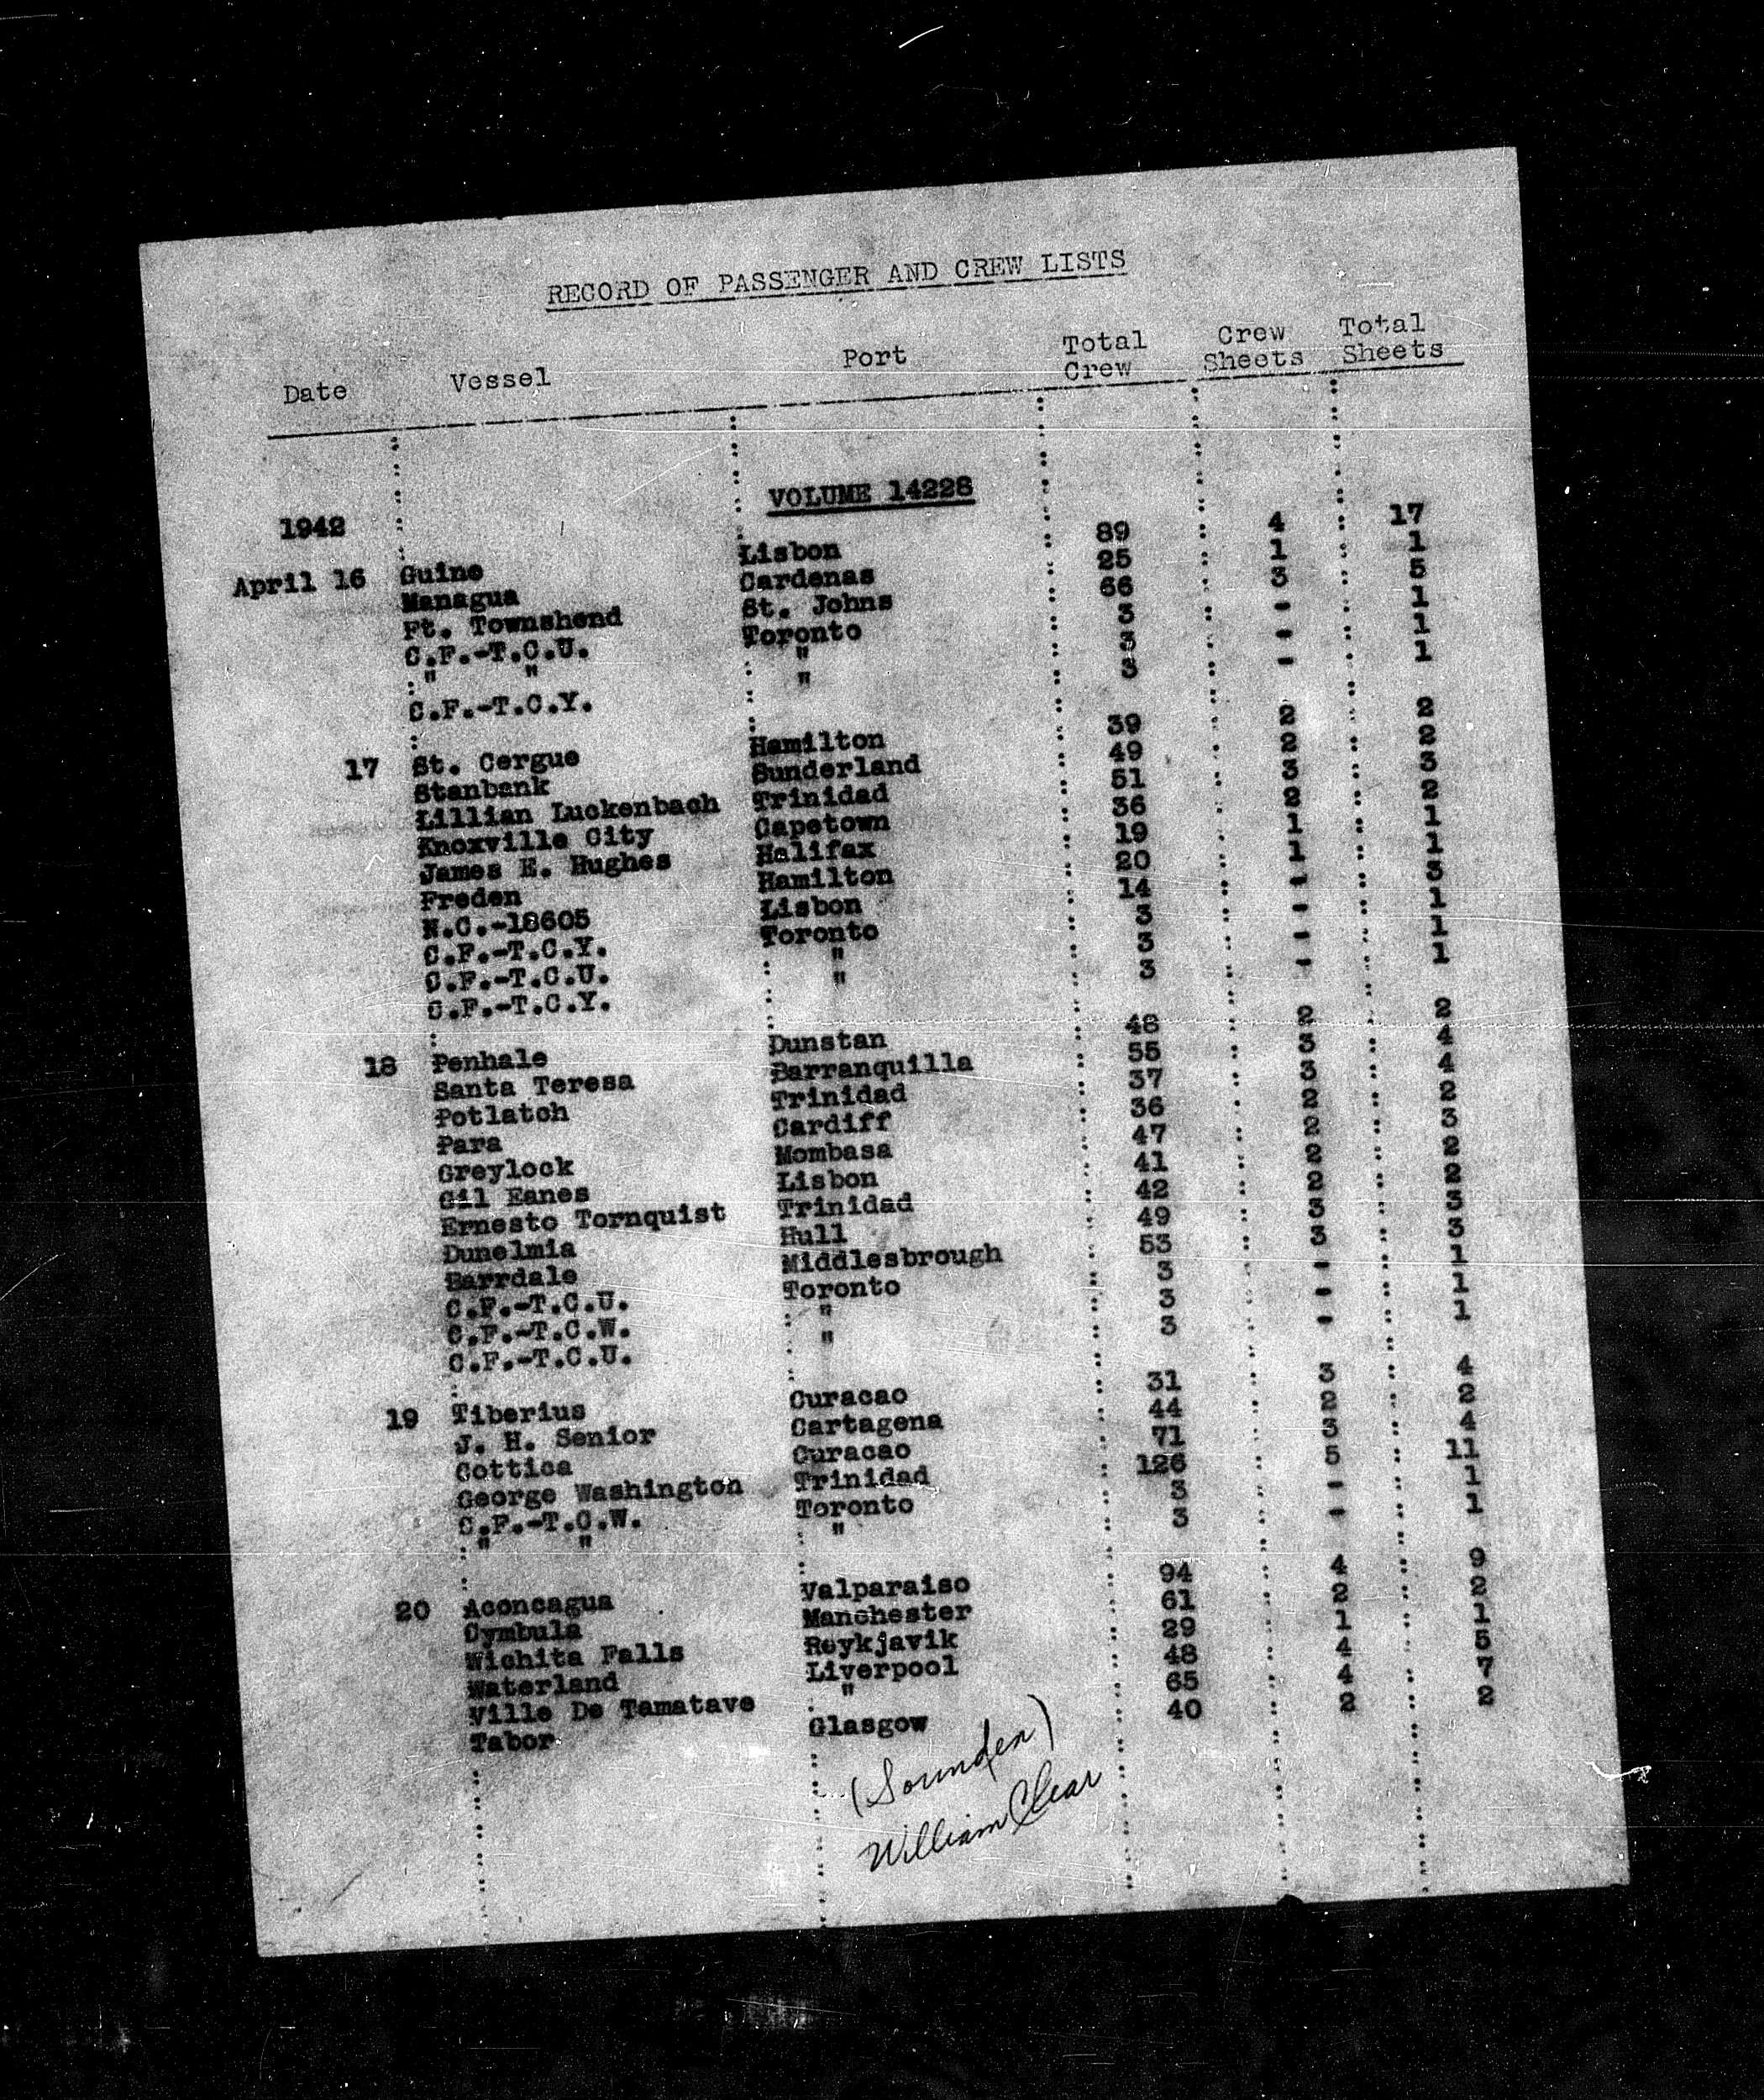 RECORD OF PASSENGER AND CREW LISTS
Date Vessel Port Total Crew Crew Sheets Total Sheets
VOLUME 14228
1942
April 16 Guine Lisbon 89 4 17
Managua Cardenas 25 1 1
Ft. Townshend St. Johns 66 3 5
C.F.-T.C.U. Toronto 3 - 1
" " " 3 - 1
C.F.-T.C.Y. " 3 - 1
17 St. Cergue Hamilton 39 2 2
Stanbank Sunderland 49 2 2
Lillian Luckenbach Trinidad 51 3 3
Knoxville City Capetown 36 2 2
James E. Hughes Halifax 19 1 1
Freden Hamilton 20 1 1
N.C.-18605 Lisbon 14 - 3
C.F.-T.C.Y. Toronto 3 - 1
C.F.-T.C.U. " 3 - 1
C.F.-T.C.Y. " 3 - 1
18 Penhale Dunstan 48 2 2
Santa Teresa Barranquilla 55 3 4
Potlatch Trinidad 37 3 4
Para Cardiff 36 2 2
Greylock Mombasa 47 2 3
Gil Eanes Lisbon 41 2 2
Ernesto Tornquist Trinidad 42 2 2
Dunelmia Hull 49 3 3
Barrdale Middlesbrough 53 3 3
C.F.-T.C.U. Toronto 3 - 1
C.F.-T.C.W. " 3 - 1
C.F.-T.C.U. " 3 - 1
19 Tiberius Curacao 31 3 4
J. H. Senior Cartagena 44 2 2
Cottica Curacao 71 3 4
George Washington Trinidad 126 5 11
C.F.-T.C.W. Toronto 3 - 1
" " " 3 - 1
20 Aconcagua Valparaiso 94 4 9
Cymbula Manchester 61 2 2
Wichita Falls Reykjavik 29 1 1
Waterland Liverpool 48 4 5
Ville De Tamatave " 65 4 7
Tabor Glasgow 40 2 2
(Sounden)
William Clear